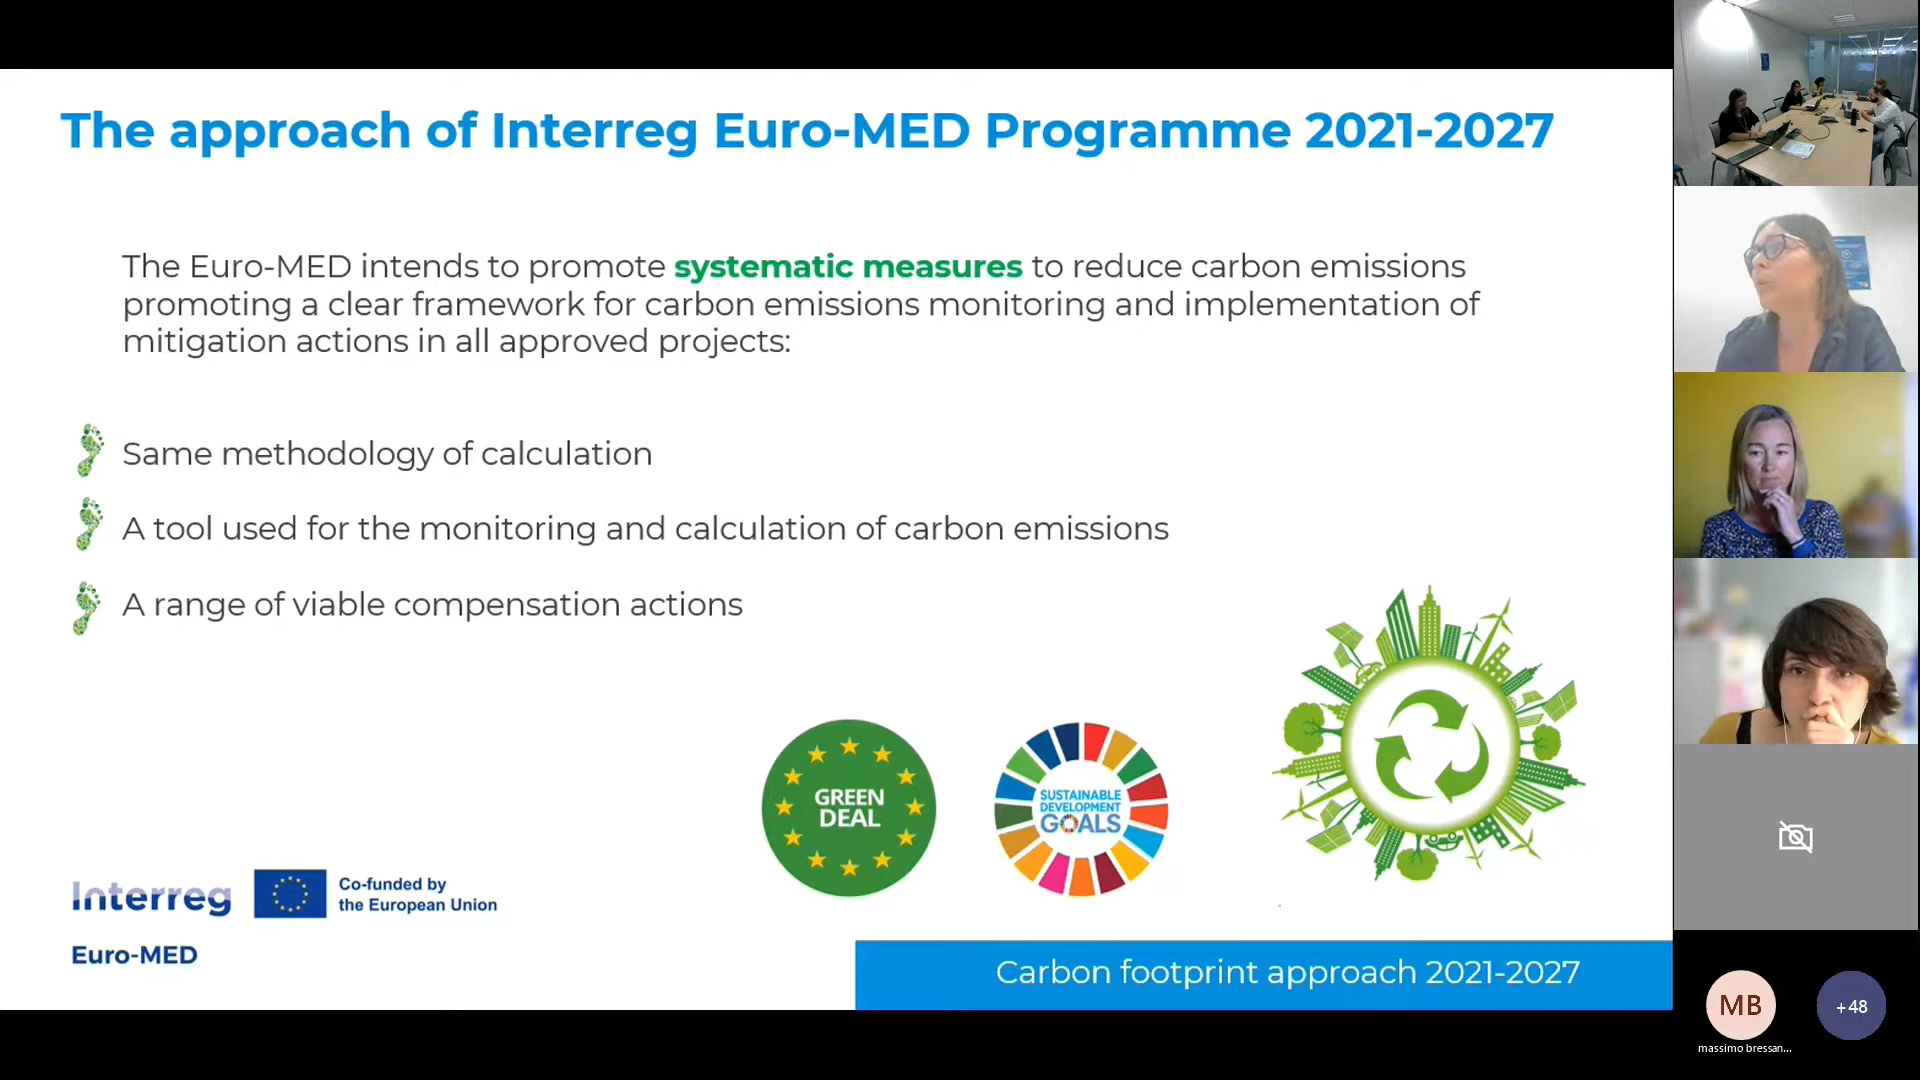 The approach of Interreg Euro-MED Programme 2021-2027
The Euro-MED intends to promote systematic measures to reduce carbon emissions
promoting a clear framework for carbon emissions monitoring and implementation of
mitigation actions in all approved projects:
Same methodology of calculation
A tool used for the monitoring and calculation of carbon emissions
A range of viable compensation actions
GREEN
DEAL
SUSTAINABLE
DEVELOPMENT
GOALS
Interreg
Co-funded by
the European Union
Euro-MED
Carbon footprint approach 2021-2027
MB
+48
massimo bressan...